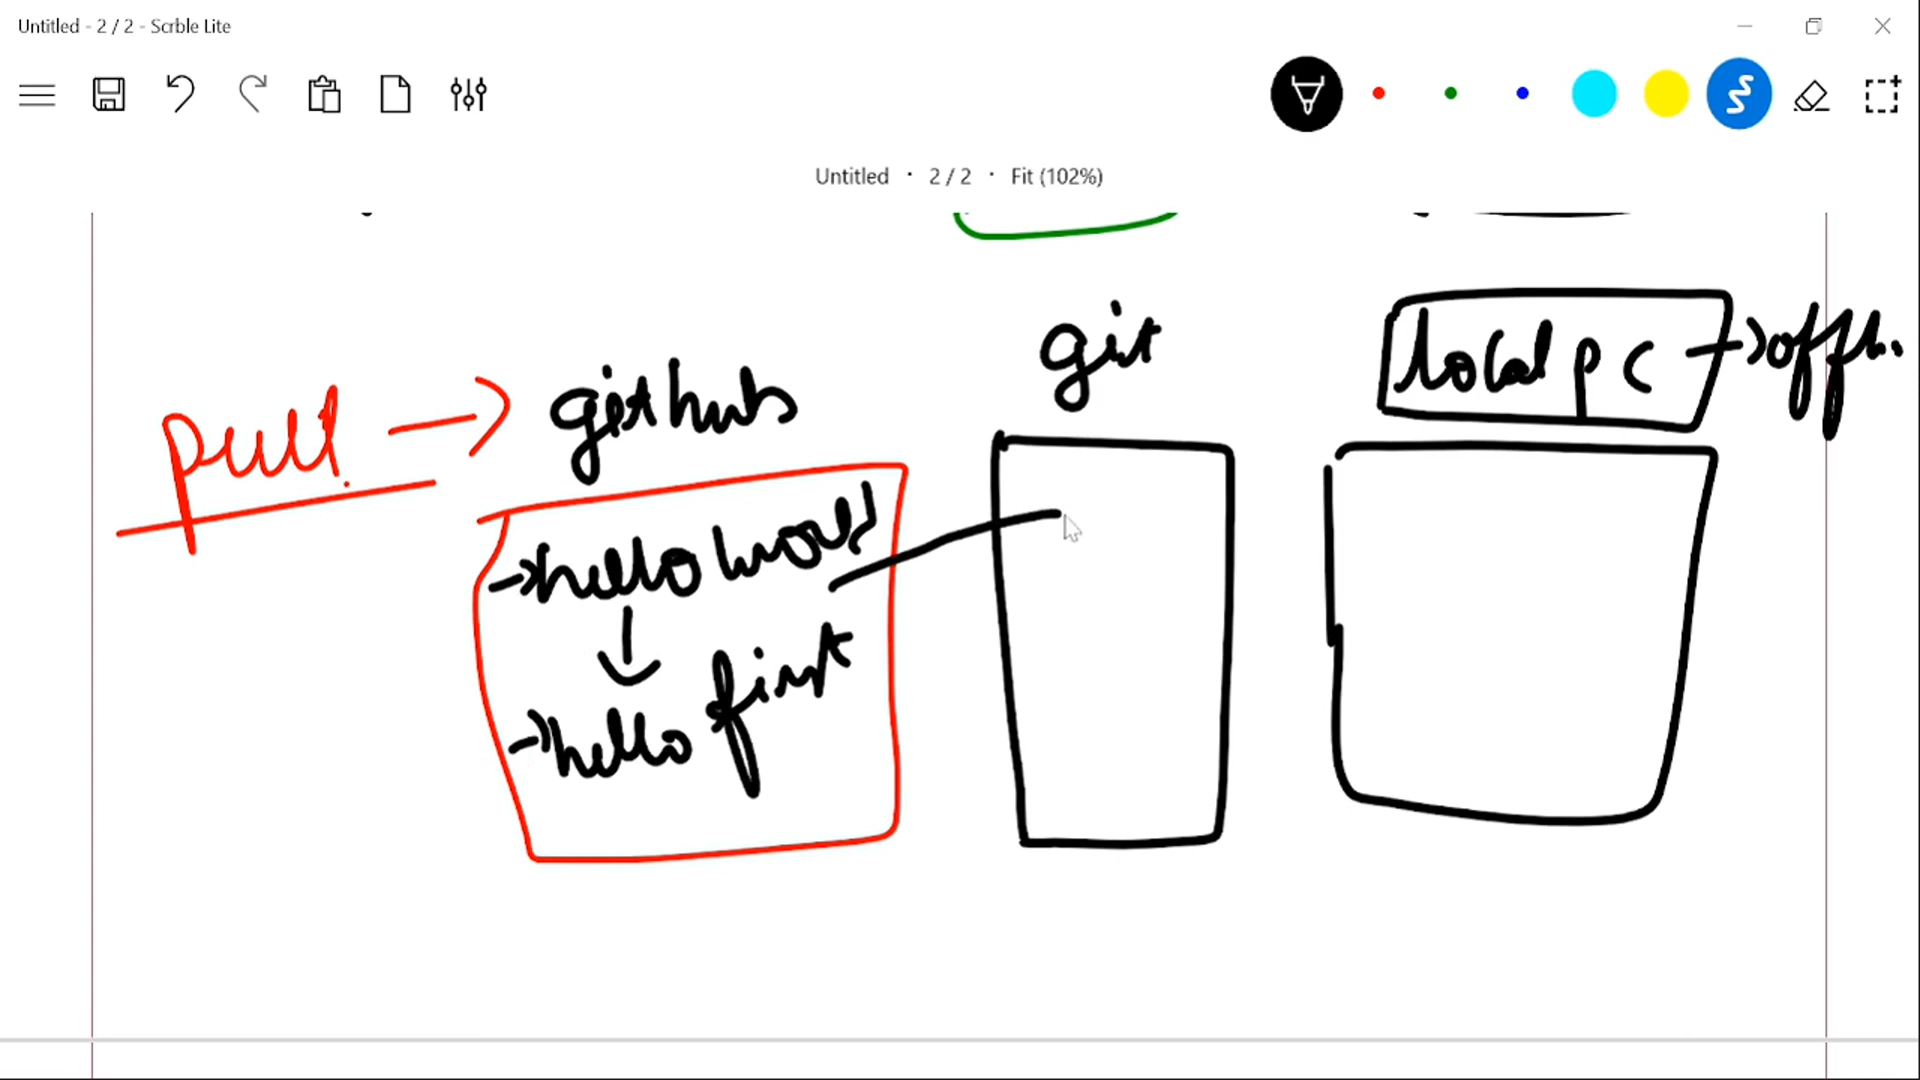 Untitled - 2 / 2 - Scrble Lite
Untitled · 2 / 2 · Fit (102%)
git
local pc
pull. → github
→hello world
↓
→hello first